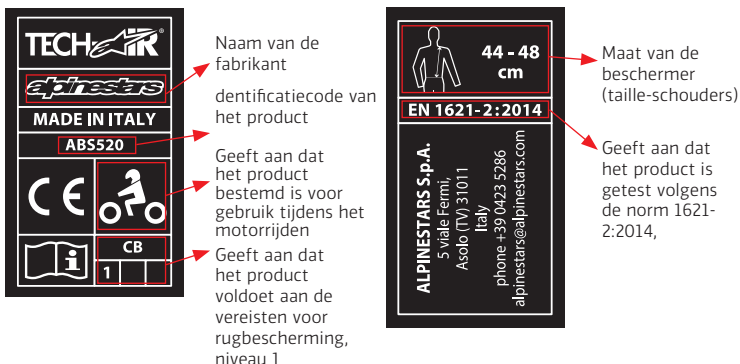 TECH-AIR
alpinestars
MADE IN ITALY
ABS520
CE
i
CB
1
Naam van de
fabrikant
dentificatiecode van
het product
Geeft aan dat
het product
bestemd is voor
gebruik tijdens het
motorrijden
Geeft aan dat
het product
voldoet aan de
vereisten voor
rugbescherming,
niveau 1
44 - 48
cm
EN 1621-2:2014
ALPINESTARS S.p.A.
5 viale Fermi,
Asolo (TV) 31011
Italy
phone +39 0423 5286
alpinestars@alpinestars.com
Maat van de
beschermer
(taille-schouders)
Geeft aan dat
het product is
getest volgens
de norm 1621-
2:2014,